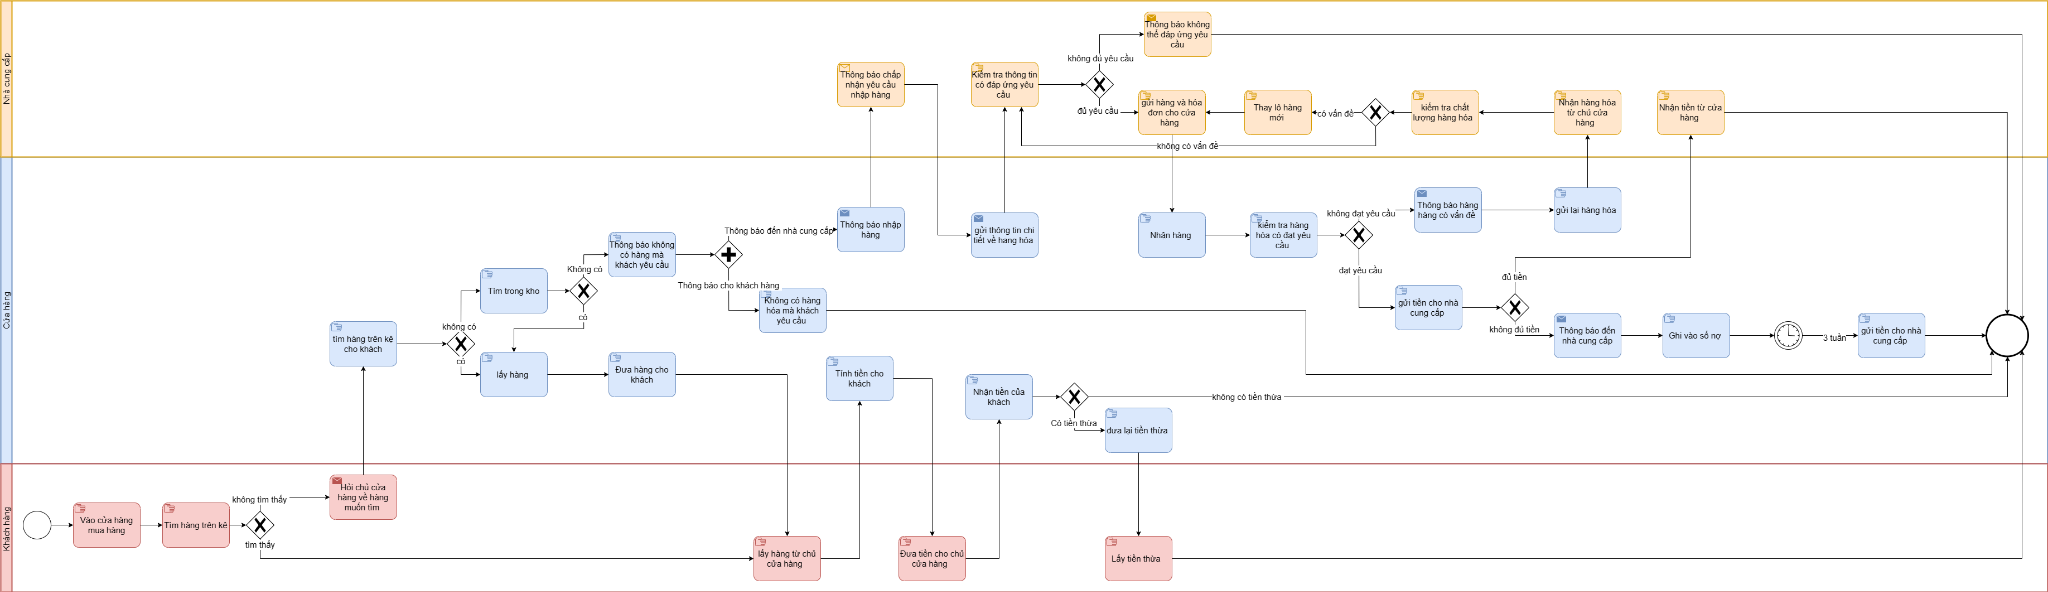 Nhà cung cấp
Thông báo không
thể đáp ứng yêu
cầu
không đủ yêu cầu
đủ yêu cầu
Thông báo chấp
nhận yêu cầu
nhập hàng
Kiểm tra thông tin
có đáp ứng yêu
cầu
gửi hàng và hóa
đơn cho cửa
hàng
Thay lô hàng
mới
có vấn đề
không có vấn đề
kiểm tra chất
lượng hàng hóa
Nhận hàng hóa
từ chủ cửa
hàng
Nhận tiền từ cửa
hàng
Cửa hàng
tìm hàng trên kệ
cho khách
không có
có
Tìm trong kho
Không có
có
lấy hàng
Đưa hàng cho
khách
Thông báo không
có hàng mà
khách yêu cầu
Thông báo đến nhà cung cấp
Thông báo cho khách hàng
Không có hàng
hóa mà khách
yêu cầu
Thông báo nhập
hàng
gửi thông tin chi
tiết về hang hóa
Nhận hàng
kiểm tra hàng
hóa có đạt yêu
cầu
không đạt yêu cầu
đạt yêu cầu
Thông báo hàng
hàng có vấn đề
gửi lại hàng hóa
gửi tiền cho nhà
cung cấp
đủ tiền
không đủ tiền
Thông báo đến
nhà cung cấp
Ghi vào sổ nợ
3 tuần
gửi tiền cho nhà
cung cấp
Tính tiền cho
khách
Nhận tiền của
khách
không có tiền thừa
Có tiền thừa
đưa lại tiền thừa
Khách hàng
Vào cửa hàng
mua hàng
Tìm hàng trên kệ
không tìm thấy
tìm thấy
Hỏi chủ cửa
hàng về hàng
muốn tìm
lấy hàng từ chủ
cửa hàng
Đưa tiền cho chủ
cửa hàng
Lấy tiền thừa